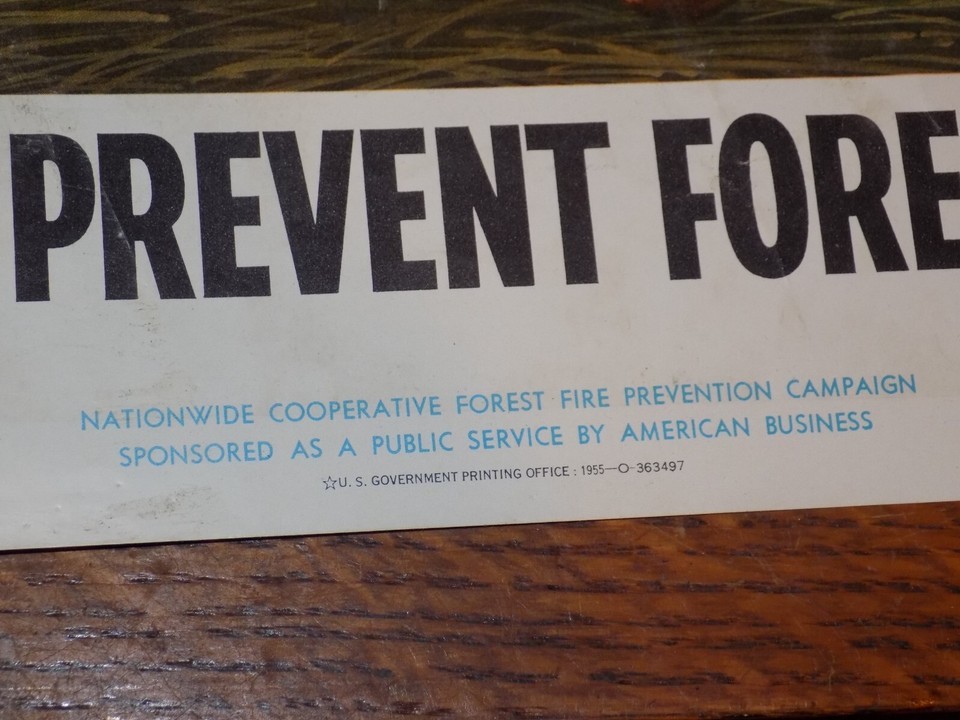 PREVENT FORE
NATIONWIDE COOPERATIVE FOREST FIRE PREVENTION CAMPAIGN
SPONSORED AS A PUBLIC SERVICE BY AMERICAN BUSINESS
☆U. S. GOVERNMENT PRINTING OFFICE : 1955—O-363497